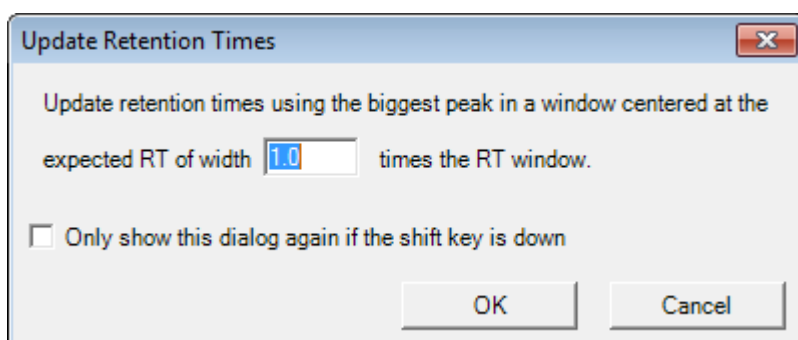 Update Retention Times
Update retention times using the biggest peak in a window centered at the
expected RT of width 1.0 times the RT window.
Only show this dialog again if the shift key is down
OK Cancel